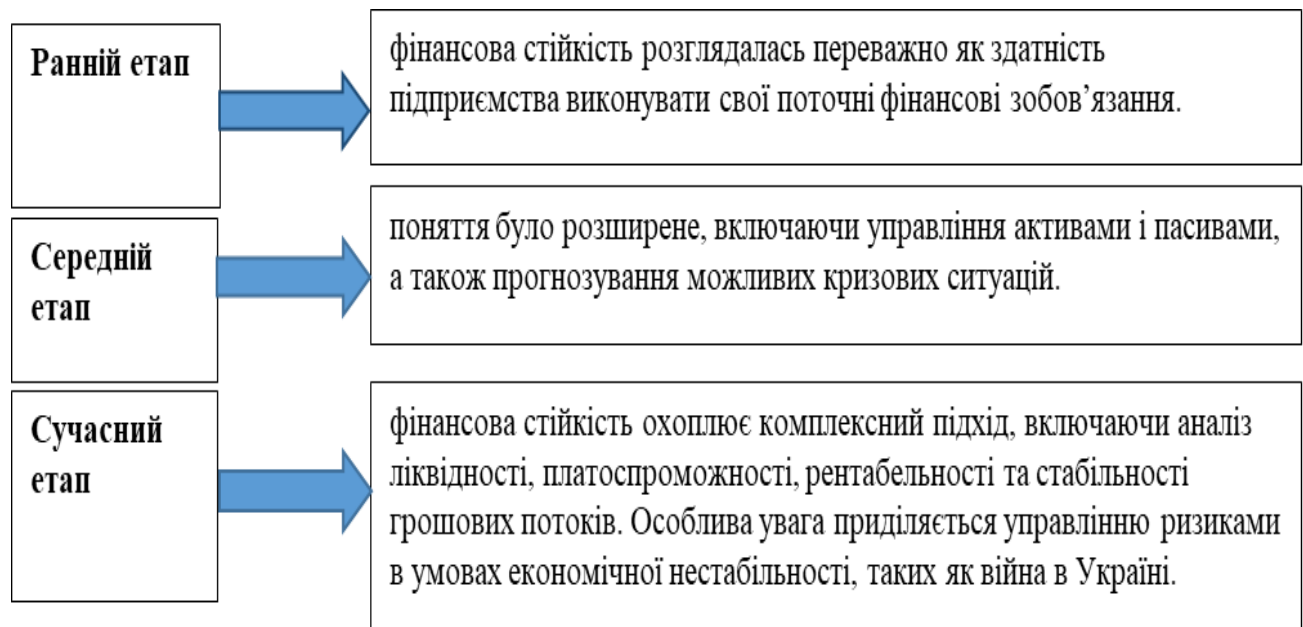 Ранній етап
фінансова стійкість розглядалась переважно як здатність
підприємства виконувати свої поточні фінансові зобов’язання.
Середній
етап
поняття було розширене, включаючи управління активами і пасивами,
а також прогнозування можливих кризових ситуацій.
Сучасний
етап
фінансова стійкість охоплює комплексний підхід, включаючи аналіз
ліквідності, платоспроможності, рентабельності та стабільності
грошових потоків. Особлива увага приділяється управлінню ризиками
в умовах економічної нестабільності, таких як війна в Україні.